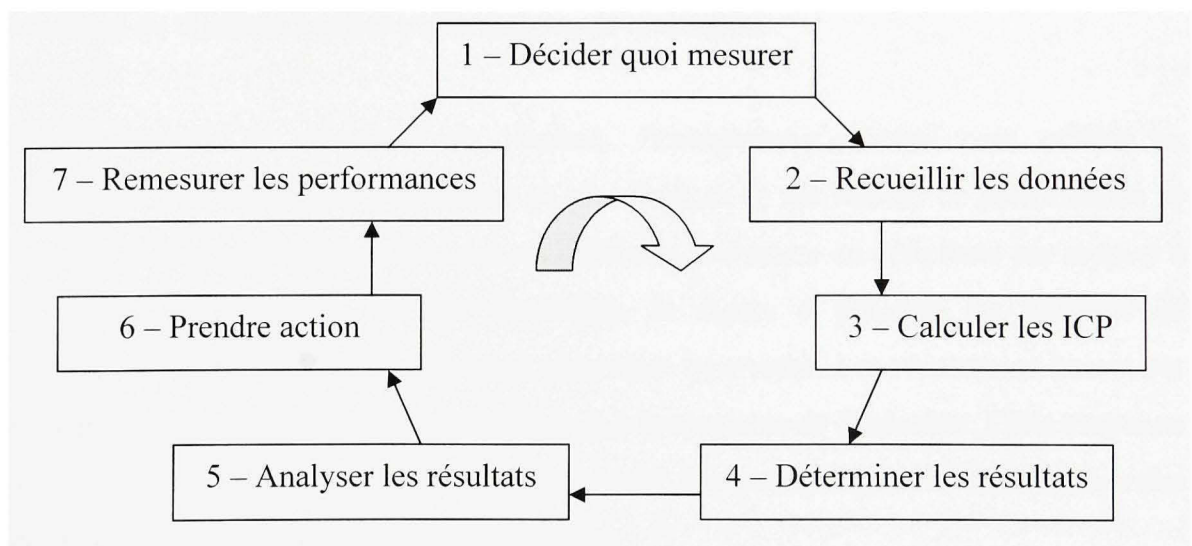 1 – Décider quoi mesurer
2 – Recueillir les données
3 – Calculer les ICP
4 – Déterminer les résultats
5 – Analyser les résultats
6 – Prendre action
7 – Remesurer les performances